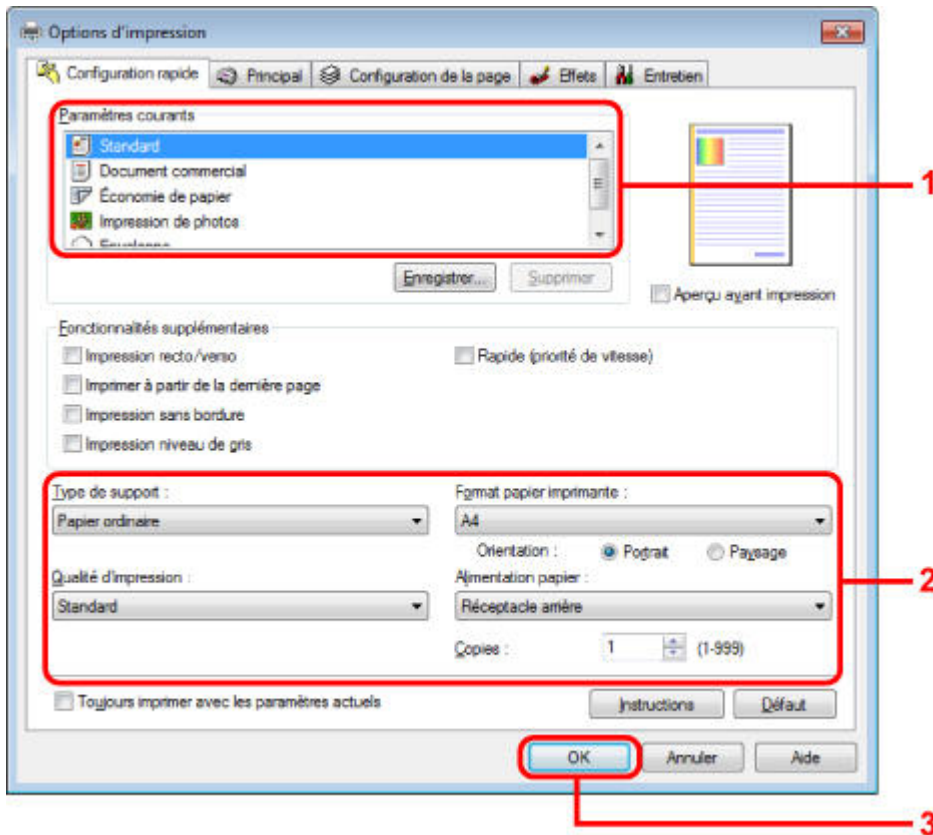 Options d'impression
Configuration rapide Principal Configuration de la page Effets Entretien
Paramètres courants
Standard
Document commercial
Économie de papier
Impression de photos
Enveloppe
1
Enregistrer... Supprimer
Aperçu avant impression
Fonctionnalités supplémentaires
Impression recto/verso Rapide (priorité de vitesse)
Imprimer à partir de la dernière page
Impression sans bordure
Impression niveau de gris
Type de support : Format papier imprimante :
Papier ordinaire A4
Orientation : Portrait Paysage
2
Qualité d'impression : Alimentation papier :
Standard Réceptacle arrière
Copies : 1 (1-999)
Toujours imprimer avec les paramètres actuels Instructions Défaut
OK Annuler Aide
3